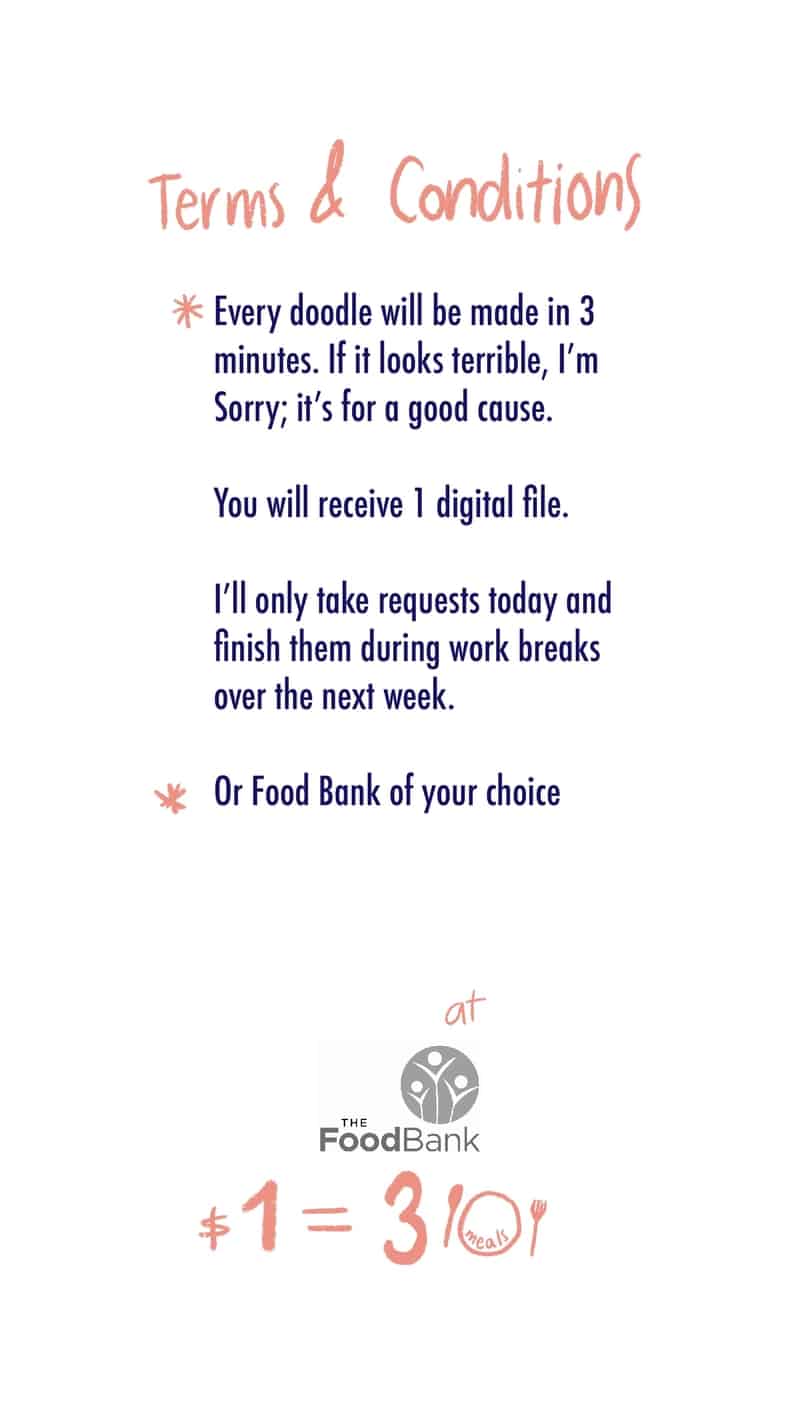 Terms & Conditions
* Every doodle will be made in 3
minutes. If it looks terrible, I’m
Sorry; it’s for a good cause.
You will receive 1 digital file.
I’ll only take requests today and
finish them during work breaks
over the next week.
* Or Food Bank of your choice
at
THE
FoodBank
$1 = 3 meals